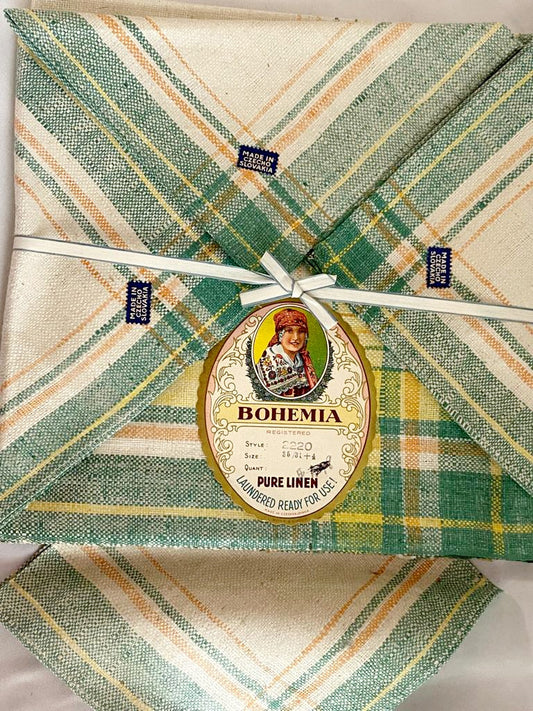 MADE IN
CZECHO
SLOVAKIA
MADE IN
CZECHO
SLOVAKIA
MADE IN
CZECHO
SLOVAKIA
BOHEMIA
REGISTERED
STYLE: 2220
SIZE:
QUANT:
PURE LINEN
LAUNDERED READY FOR USE!